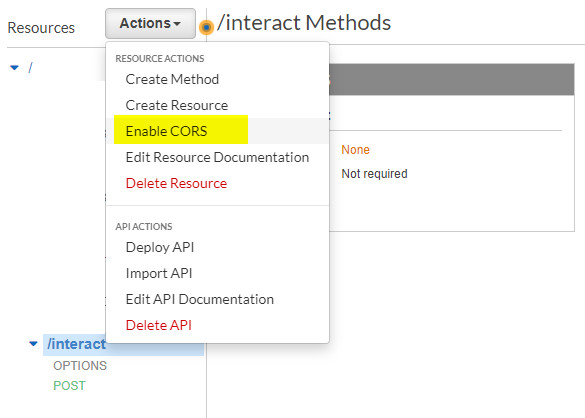 Resources
Actions
/interact Methods
/
RESOURCE ACTIONS
Create Method
Create Resource
Enable CORS
Edit Resource Documentation
Delete Resource
None
Not required
API ACTIONS
Deploy API
Import API
Edit API Documentation
Delete API
/interact
OPTIONS
POST